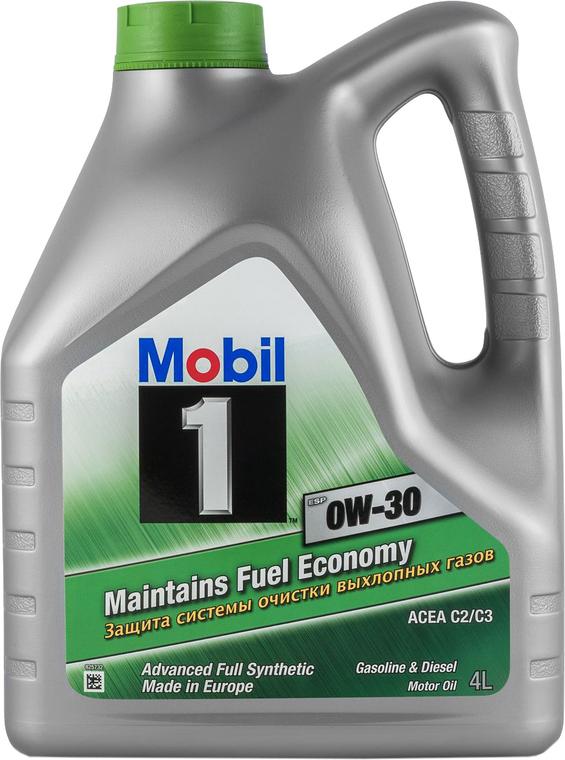 Mobil
1
™
ESP
0W-30
Maintains Fuel Economy
Защита системы очистки выхлопных газов
ACEA C2/C3
Advanced Full Synthetic
Made in Europe
Gasoline & Diesel
Motor Oil
4L